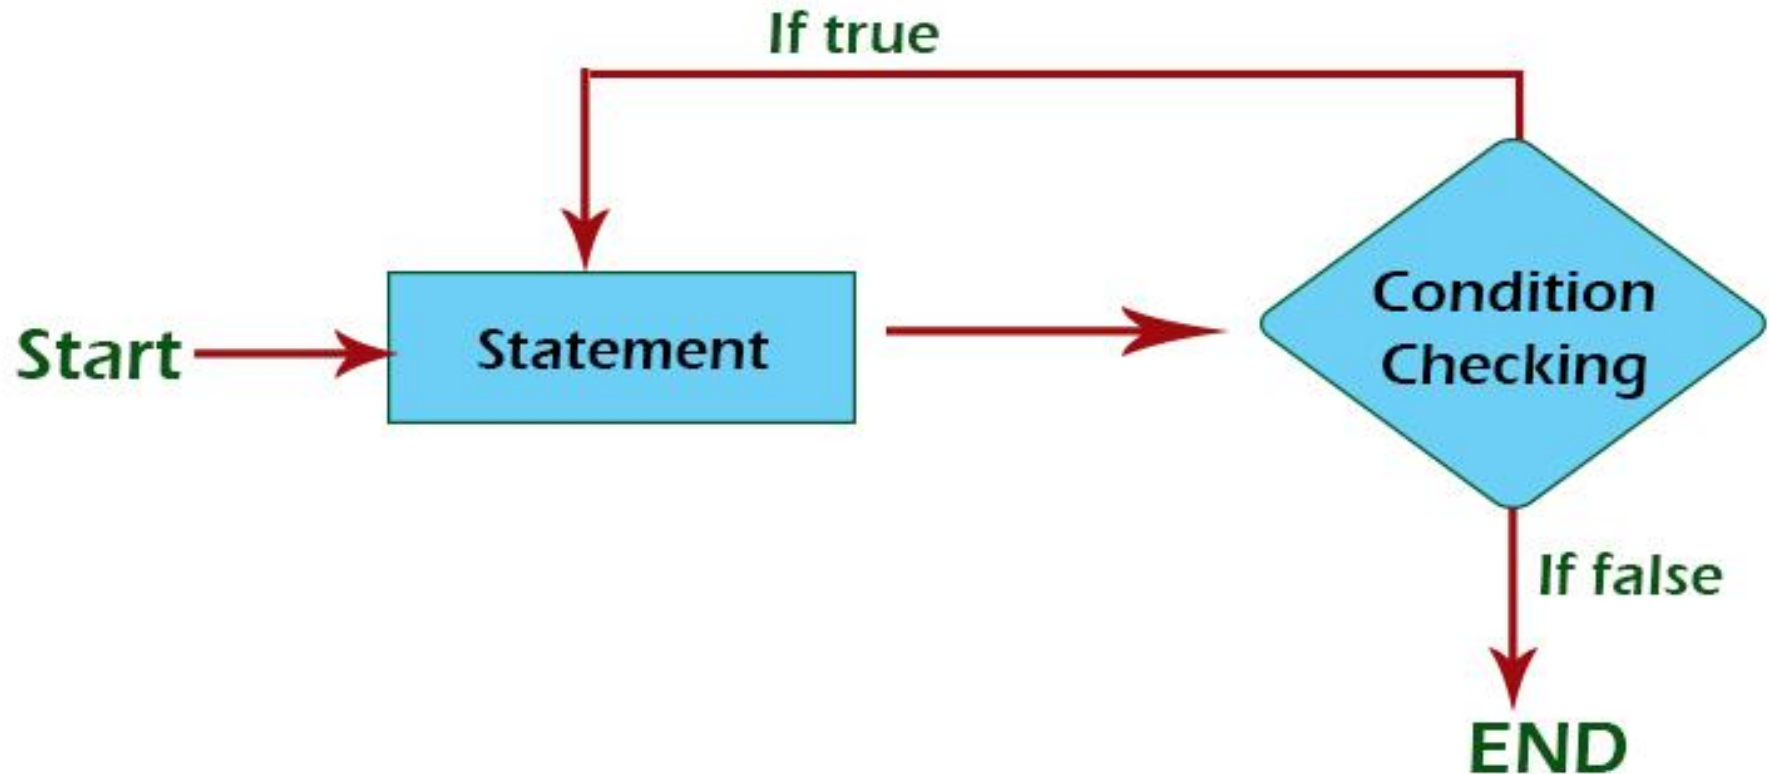 If true
Start
Statement
Condition
Checking
If false
END